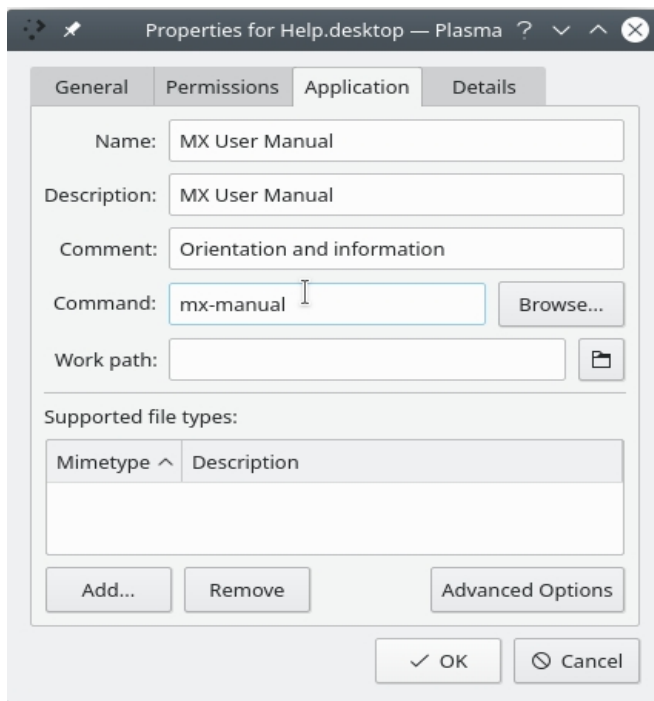 Properties for Help.desktop — Plasma ?
General Permissions Application Details
Name: MX User Manual
Description: MX User Manual
Comment: Orientation and information
Command: mx-manual Browse...
Work path:
Supported file types:
Mimetype Description
Add... Remove Advanced Options
OK Cancel